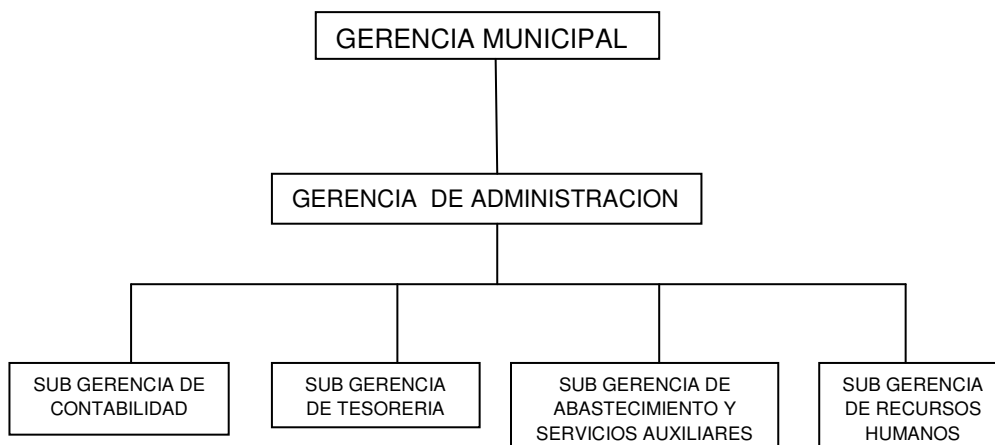 GERENCIA MUNICIPAL
GERENCIA DE ADMINISTRACION
SUB GERENCIA DE
CONTABILIDAD
SUB GERENCIA
DE TESORERIA
SUB GERENCIA DE
ABASTECIMIENTO Y
SERVICIOS AUXILIARES
SUB GERENCIA
DE RECURSOS
HUMANOS